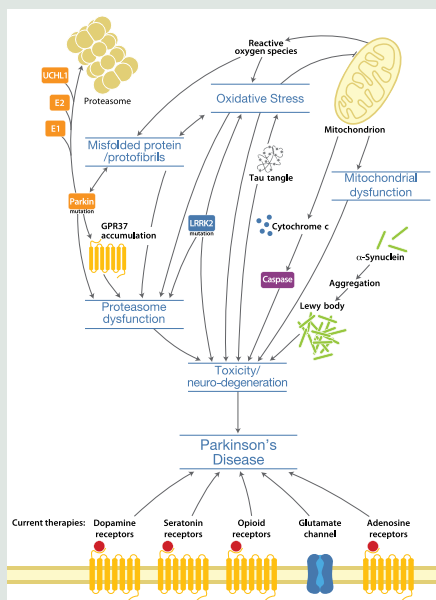 Reactive
oxygen species
UCHL1
Proteasome
E2
Oxidative Stress
E1
Mitochondrion
Misfolded protein
/protofibrils
Tau tangle
Mitochondrial
dysfunction
Parkin
mutation
GPR37
accumulation
LRRK2
mutation
Cytochrome c
α-Synuclein
Caspase
Aggregation
Lewy body
Proteasome
dysfunction
Toxicity/
neuro-degeneration
Parkinson's
Disease
Current therapies:
Dopamine
receptors
Seratonin
receptors
Opioid
receptors
Glutamate
channel
Adenosine
receptors